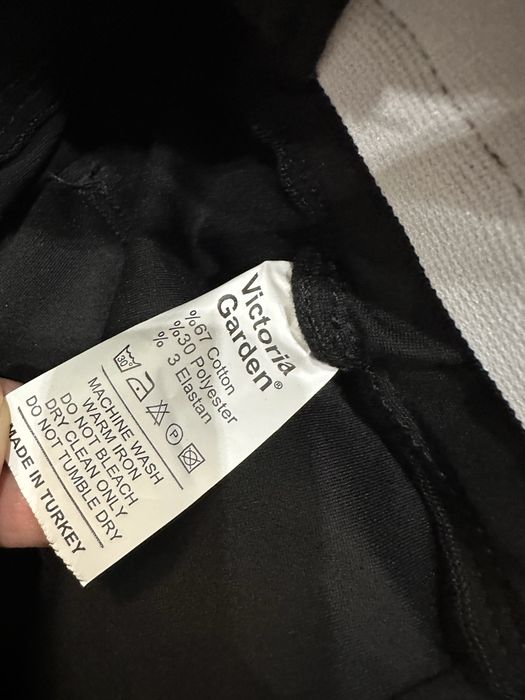 Victoria
Garden®
%67 Cotton
%30 Polyester
% 3 Elastan
30°
P
MACHINE WASH
WARM IRON
DO NOT BLEACH
DRY CLEAN ONLY
DO NOT TUMBLE DRY
MADE IN TURKEY